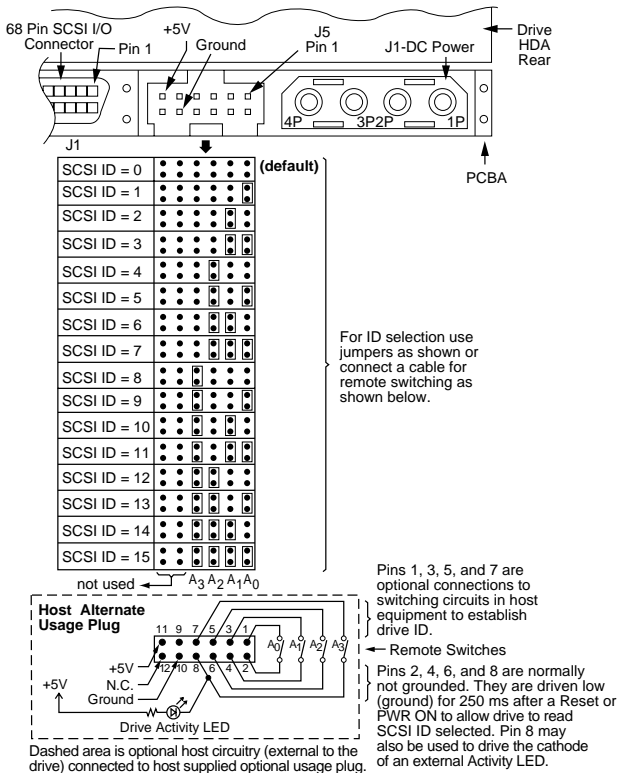 68 Pin SCSI I/O
Connector
Pin 1
+5V
Ground
J5
Pin 1
J1-DC Power
Drive
HDA
Rear
4P
3P2P
1P
J1
PCBA
SCSI ID = 0
(default)
SCSI ID = 1
SCSI ID = 2
SCSI ID = 3
SCSI ID = 4
SCSI ID = 5
SCSI ID = 6
SCSI ID = 7
SCSI ID = 8
SCSI ID = 9
SCSI ID = 10
SCSI ID = 11
SCSI ID = 12
SCSI ID = 13
SCSI ID = 14
SCSI ID = 15
For ID selection use
jumpers as shown or
connect a cable for
remote switching as
shown below.
not used
A3 A2 A1 A0
Host Alternate
Usage Plug
11 9 7 5 3 1
12 10 8 6 4 2
A0 A1 A2 A3
+5V
N.C.
Ground
+5V
Drive Activity LED
Pins 1, 3, 5, and 7 are
optional connections to
switching circuits in host
equipment to establish
drive ID.
Remote Switches
Pins 2, 4, 6, and 8 are normally
not grounded. They are driven low
(ground) for 250 ms after a Reset or
PWR ON to allow drive to read
SCSI ID selected. Pin 8 may
also be used to drive the cathode
of an external Activity LED.
Dashed area is optional host circuitry (external to the
drive) connected to host supplied optional usage plug.